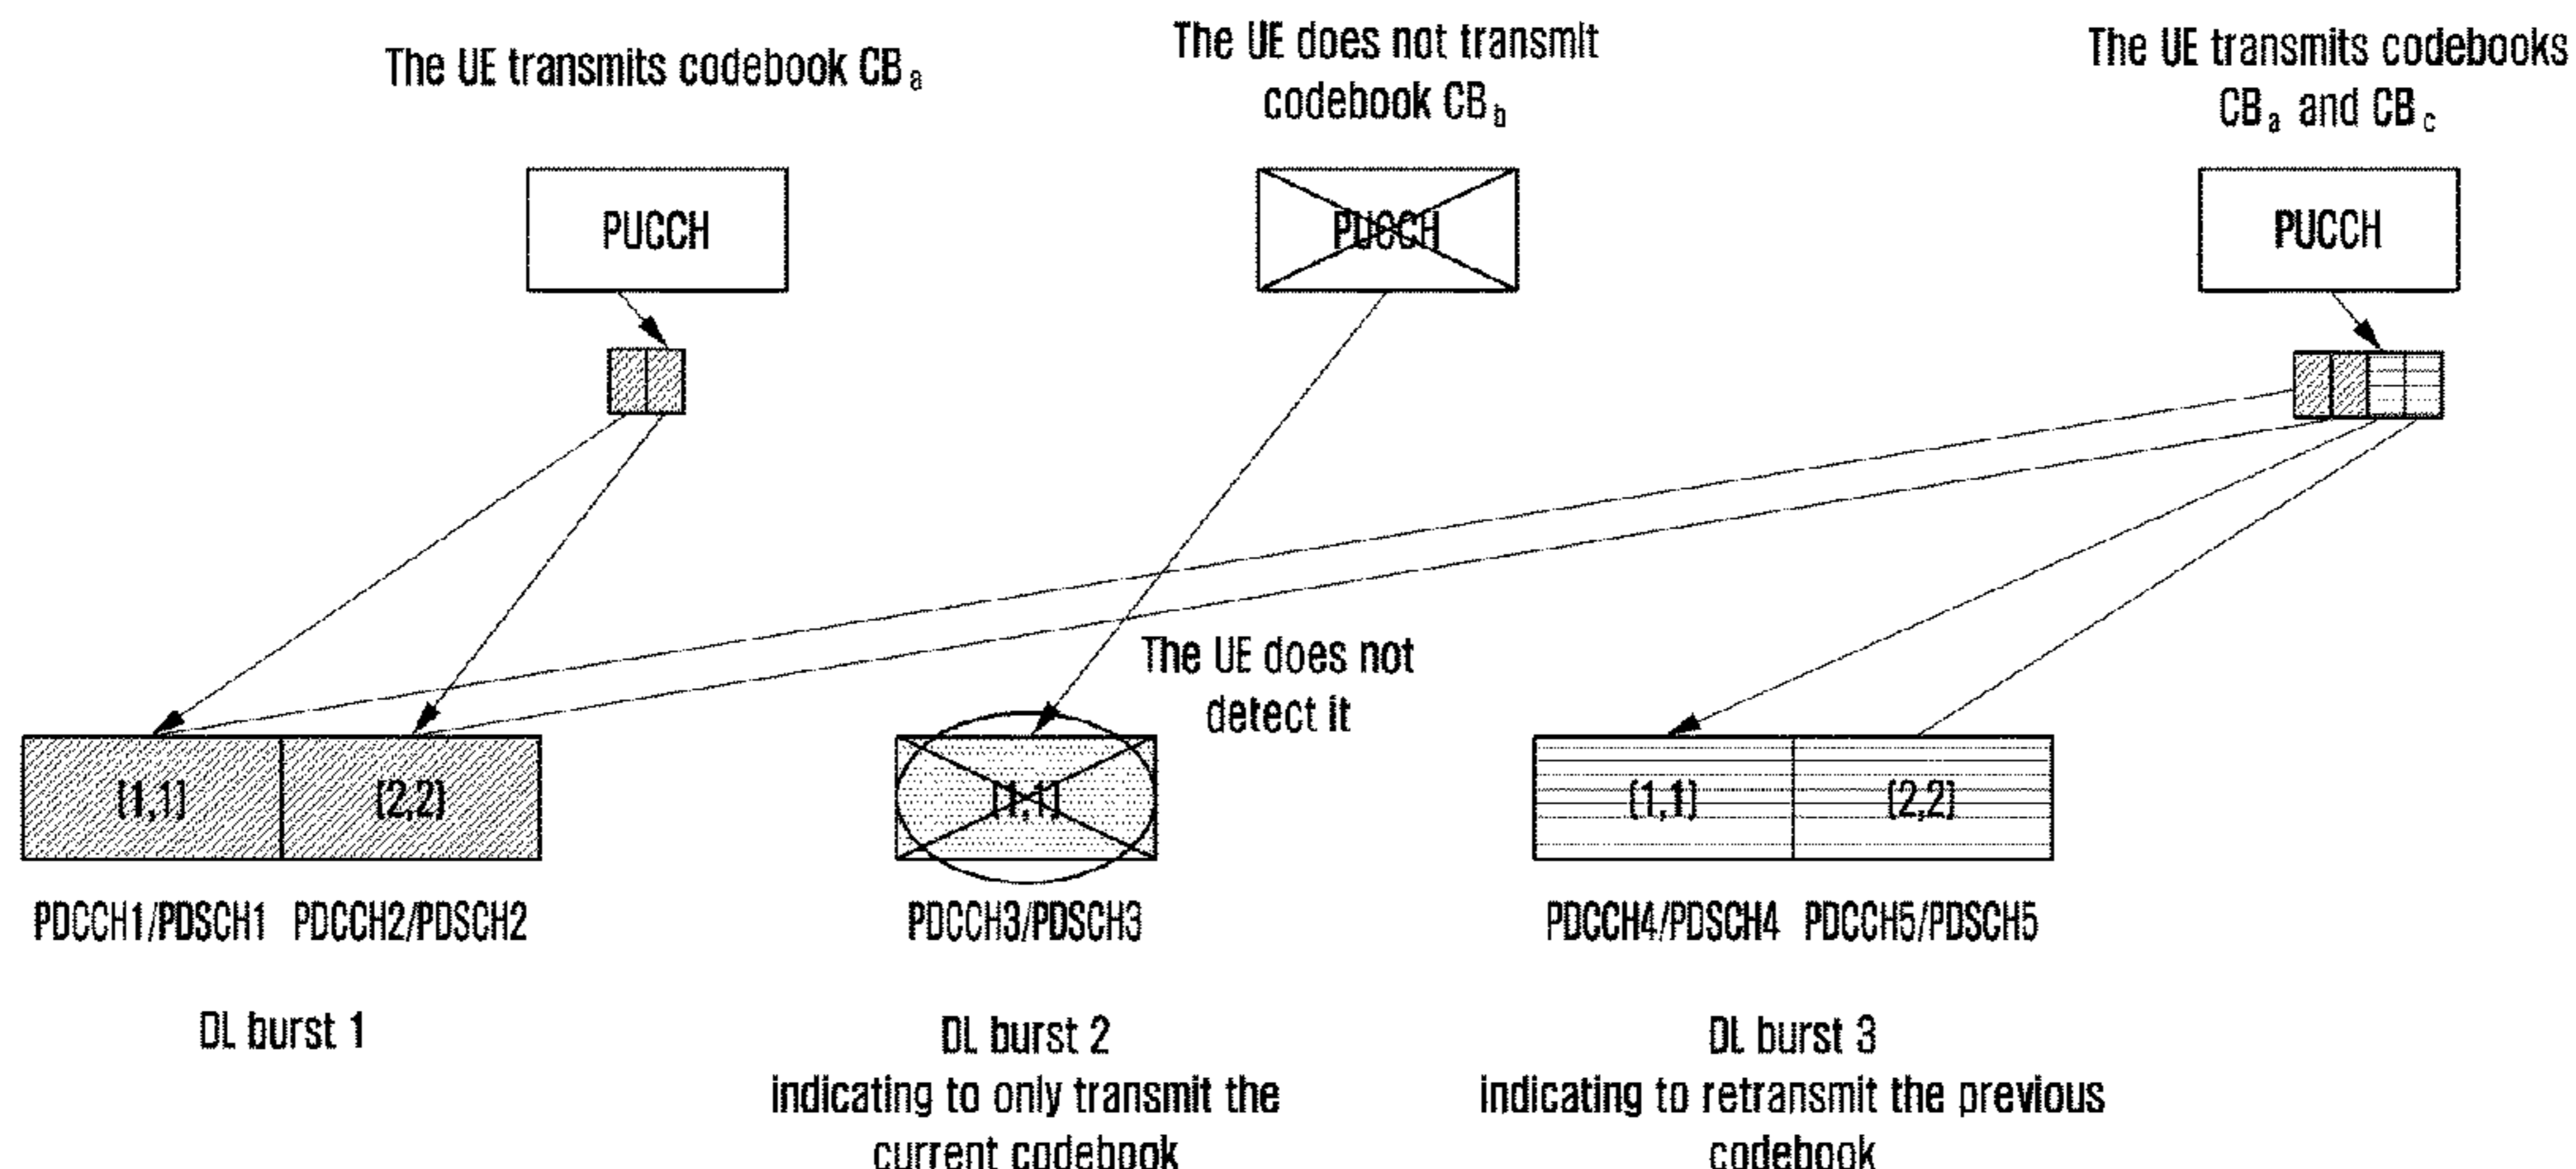 The UE transmits codebook CBa
The UE does not transmit
codebook CBb
The UE transmits codebooks
CBa and CBc
PUCCH
PUCCH
PUCCH
The UE does not
detect it
(1,1)
(2,2)
(1,1)
(1,1)
(2,2)
PDCCH1/PDSCH1
PDCCH2/PDSCH2
PDCCH3/PDSCH3
PDCCH4/PDSCH4
PDCCH5/PDSCH5
DL burst 1
DL burst 2
indicating to only transmit the
current codebook
DL burst 3
indicating to retransmit the previous
codebook